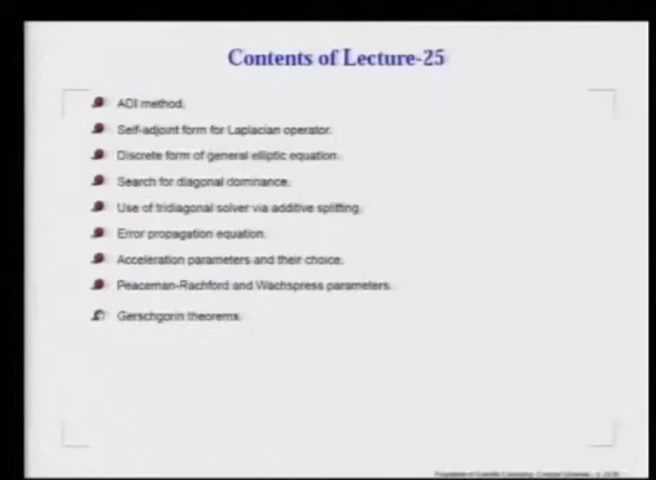 Contents of Lecture-25
ADI method.
Self-adjoint form for Laplacian operator.
Discrete form of general elliptic equation.
Search for diagonal dominance.
Use of tridiagonal solver via additive splitting.
Error propagation equation.
Acceleration parameters and their choice.
Peaceman-Rachford and Wachspress parameters.
Gerschgorin theorems.